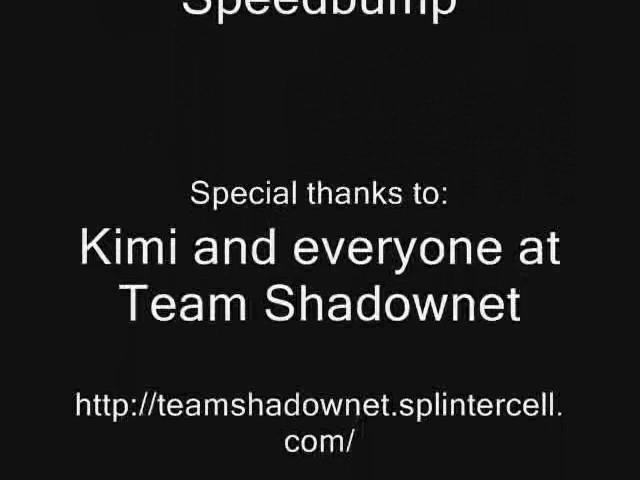 Speedbump
Special thanks to:
Kimi and everyone at
Team Shadownet
http://teamshadownet.splintercell.
com/